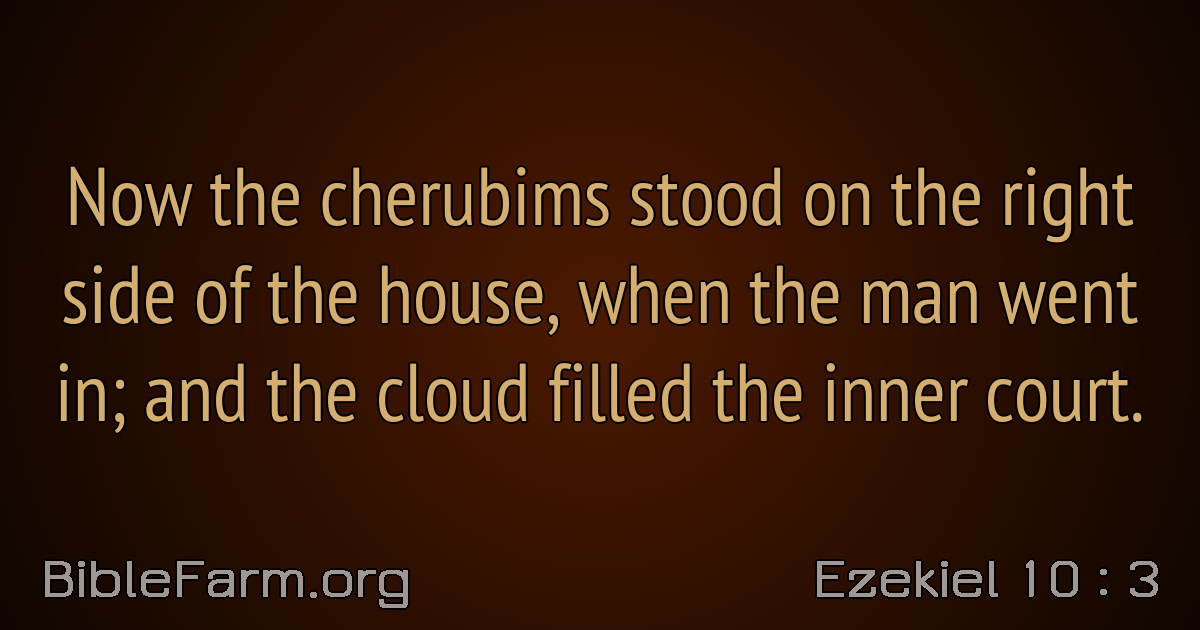 Now the cherubims stood on the right
side of the house, when the man went
in; and the cloud filled the inner court.
BibleFarm.org
Ezekiel 10 : 3